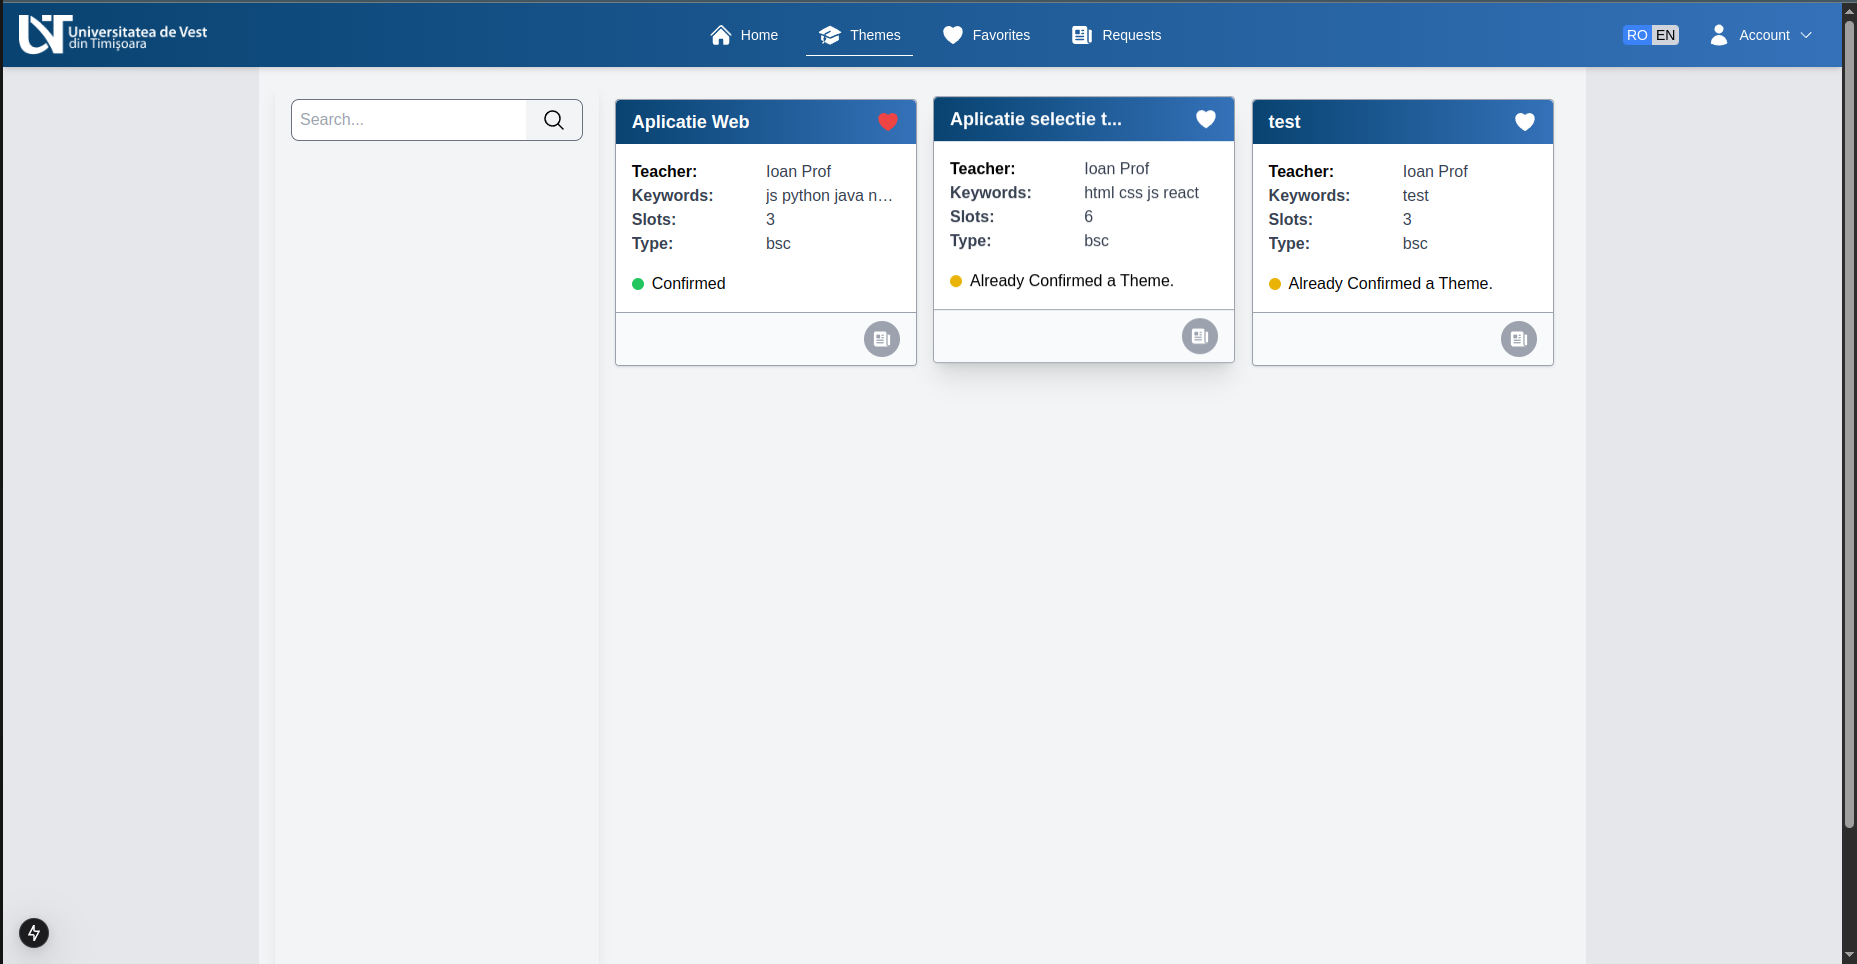 Universitatea de Vest
din Timișoara
Home
Themes
Favorites
Requests
RO EN
Account
Search...
Aplicatie Web
Teacher: Ioan Prof
Keywords: js python java n...
Slots: 3
Type: bsc
Confirmed
Aplicatie selectie t...
Teacher: Ioan Prof
Keywords: html css js react
Slots: 6
Type: bsc
Already Confirmed a Theme.
test
Teacher: Ioan Prof
Keywords: test
Slots: 3
Type: bsc
Already Confirmed a Theme.